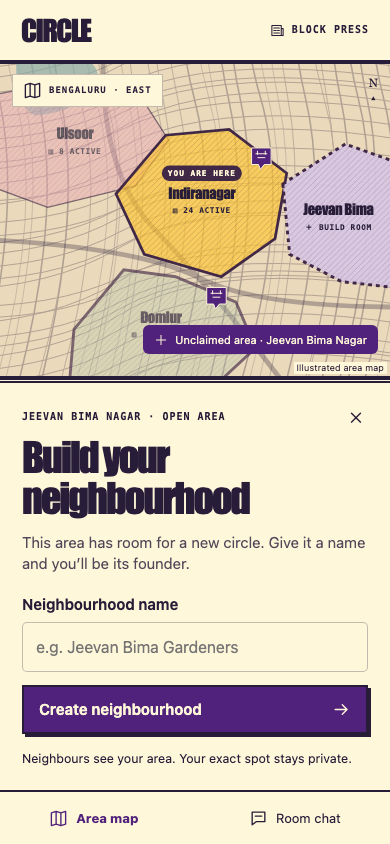 CIRCLE
BLOCK PRESS
BENGALURU · EAST
N
Ulsoor
8 ACTIVE
YOU ARE HERE
Indiranagar
24 ACTIVE
Jeevan Bima
+ BUILD ROOM
Domlur
Unclaimed area · Jeevan Bima Nagar
Illustrated area map
JEEVAN BIMA NAGAR · OPEN AREA
Build your
neighbourhood
This area has room for a new circle. Give it a name
and you’ll be its founder.
Neighbourhood name
e.g. Jeevan Bima Gardeners
Create neighbourhood
Neighbours see your area. Your exact spot stays private.
Area map
Room chat